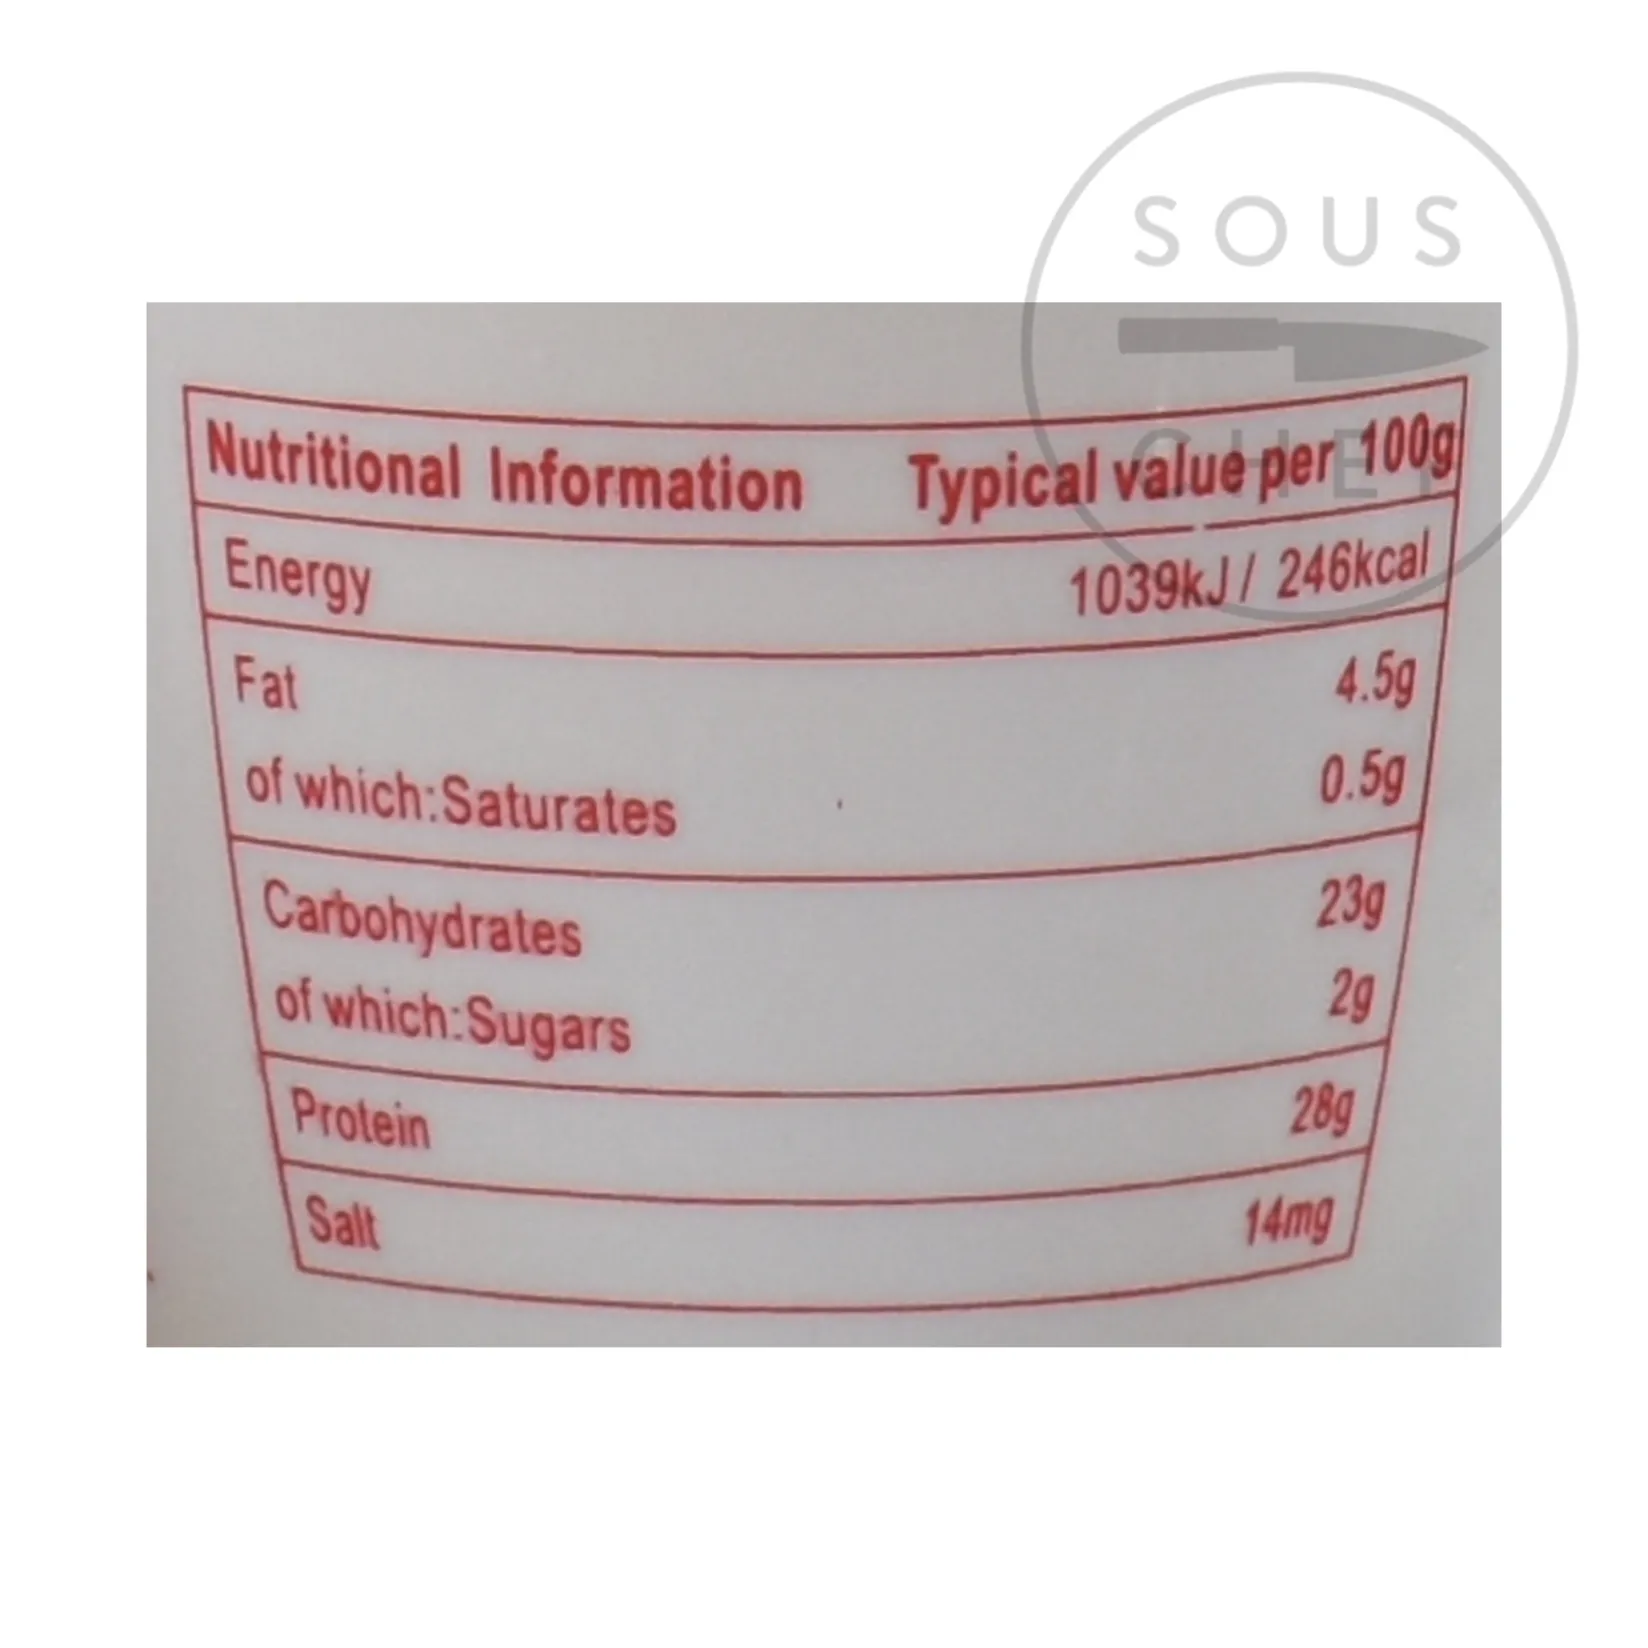 SOUS
CHEF
Nutritional Information Typical value per 100g
Energy 1039kJ / 246kcal
Fat 4.5g
of which:Saturates 0.5g
Carbohydrates 23g
of which:Sugars 2g
Protein 28g
Salt 14mg